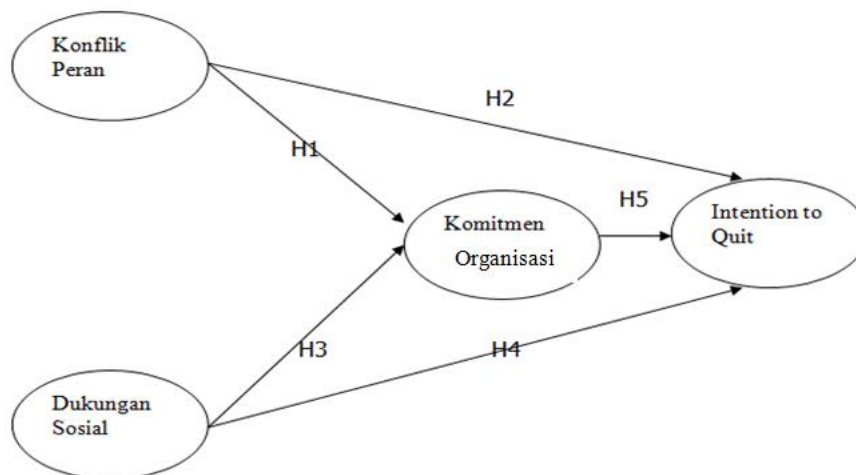 Konflik
Peran
H2
H1
Komitmen
Organisasi
H5
Intention to
Quit
H3
H4
Dukungan
Sosial